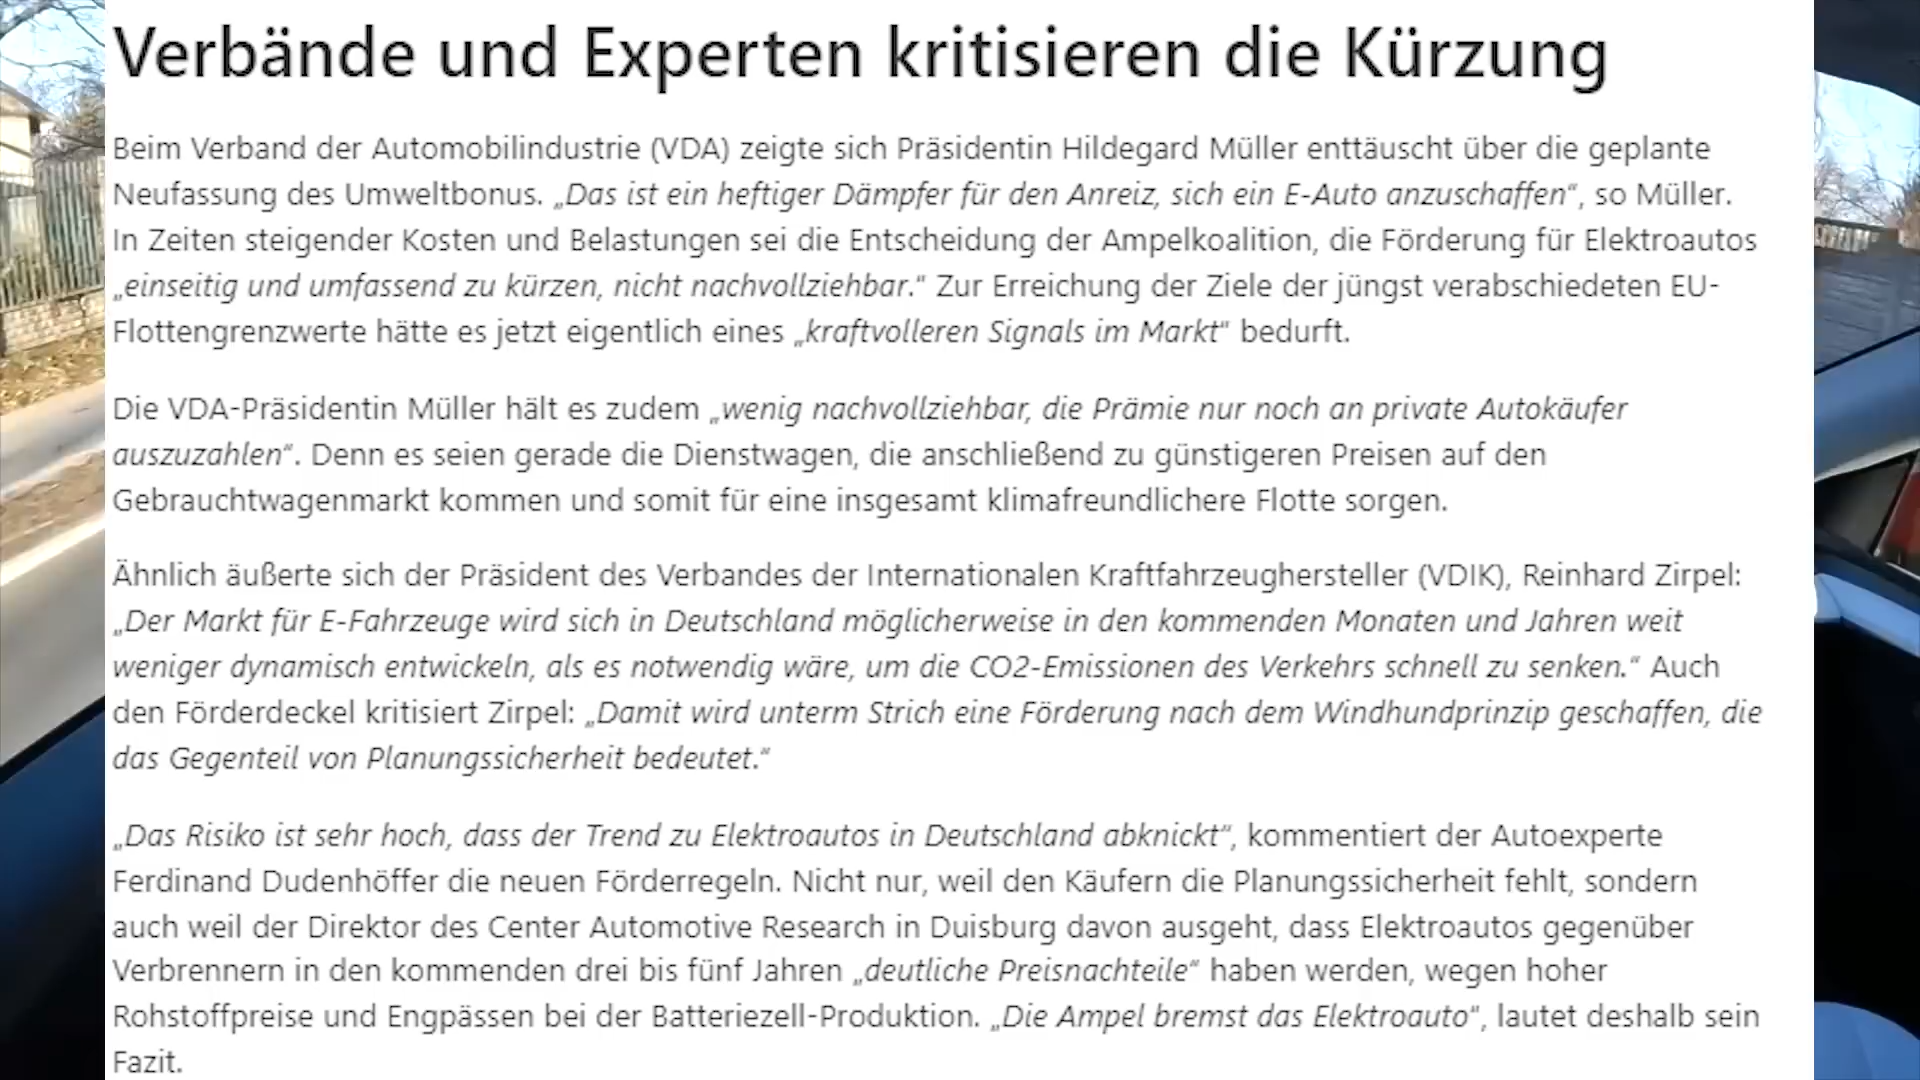 Verbände und Experten kritisieren die Kürzung
Beim Verband der Automobilindustrie (VDA) zeigte sich Präsidentin Hildegard Müller enttäuscht über die geplante
Neufassung des Umweltbonus. „Das ist ein heftiger Dämpfer für den Anreiz, sich ein E-Auto anzuschaffen“, so Müller.
In Zeiten steigender Kosten und Belastungen sei die Entscheidung der Ampelkoalition, die Förderung für Elektroautos
„einseitig und umfassend zu kürzen, nicht nachvollziehbar.“ Zur Erreichung der Ziele der jüngst verabschiedeten EU-
Flottengrenzwerte hätte es jetzt eigentlich eines „kraftvolleren Signals im Markt“ bedurft.
Die VDA-Präsidentin Müller hält es zudem „wenig nachvollziehbar, die Prämie nur noch an private Autokäufer
auszuzahlen“. Denn es seien gerade die Dienstwagen, die anschließend zu günstigeren Preisen auf den
Gebrauchtwagenmarkt kommen und somit für eine insgesamt klimafreundlichere Flotte sorgen.
Ähnlich äußerte sich der Präsident des Verbandes der Internationalen Kraftfahrzeughersteller (VDIK), Reinhard Zirpel:
„Der Markt für E-Fahrzeuge wird sich in Deutschland möglicherweise in den kommenden Monaten und Jahren weit
weniger dynamisch entwickeln, als es notwendig wäre, um die CO2-Emissionen des Verkehrs schnell zu senken.“ Auch
den Förderdeckel kritisiert Zirpel: „Damit wird unterm Strich eine Förderung nach dem Windhundprinzip geschaffen, die
das Gegenteil von Planungssicherheit bedeutet.“
„Das Risiko ist sehr hoch, dass der Trend zu Elektroautos in Deutschland abknickt“, kommentiert der Autoexperte
Ferdinand Dudenhöffer die neuen Förderregeln. Nicht nur, weil den Käufern die Planungssicherheit fehlt, sondern
auch weil der Direktor des Center Automotive Research in Duisburg davon ausgeht, dass Elektroautos gegenüber
Verbrennern in den kommenden drei bis fünf Jahren „deutliche Preisnachteile“ haben werden, wegen hoher
Rohstoffpreise und Engpässen bei der Batteriezell-Produktion. „Die Ampel bremst das Elektroauto“, lautet deshalb sein
Fazit.